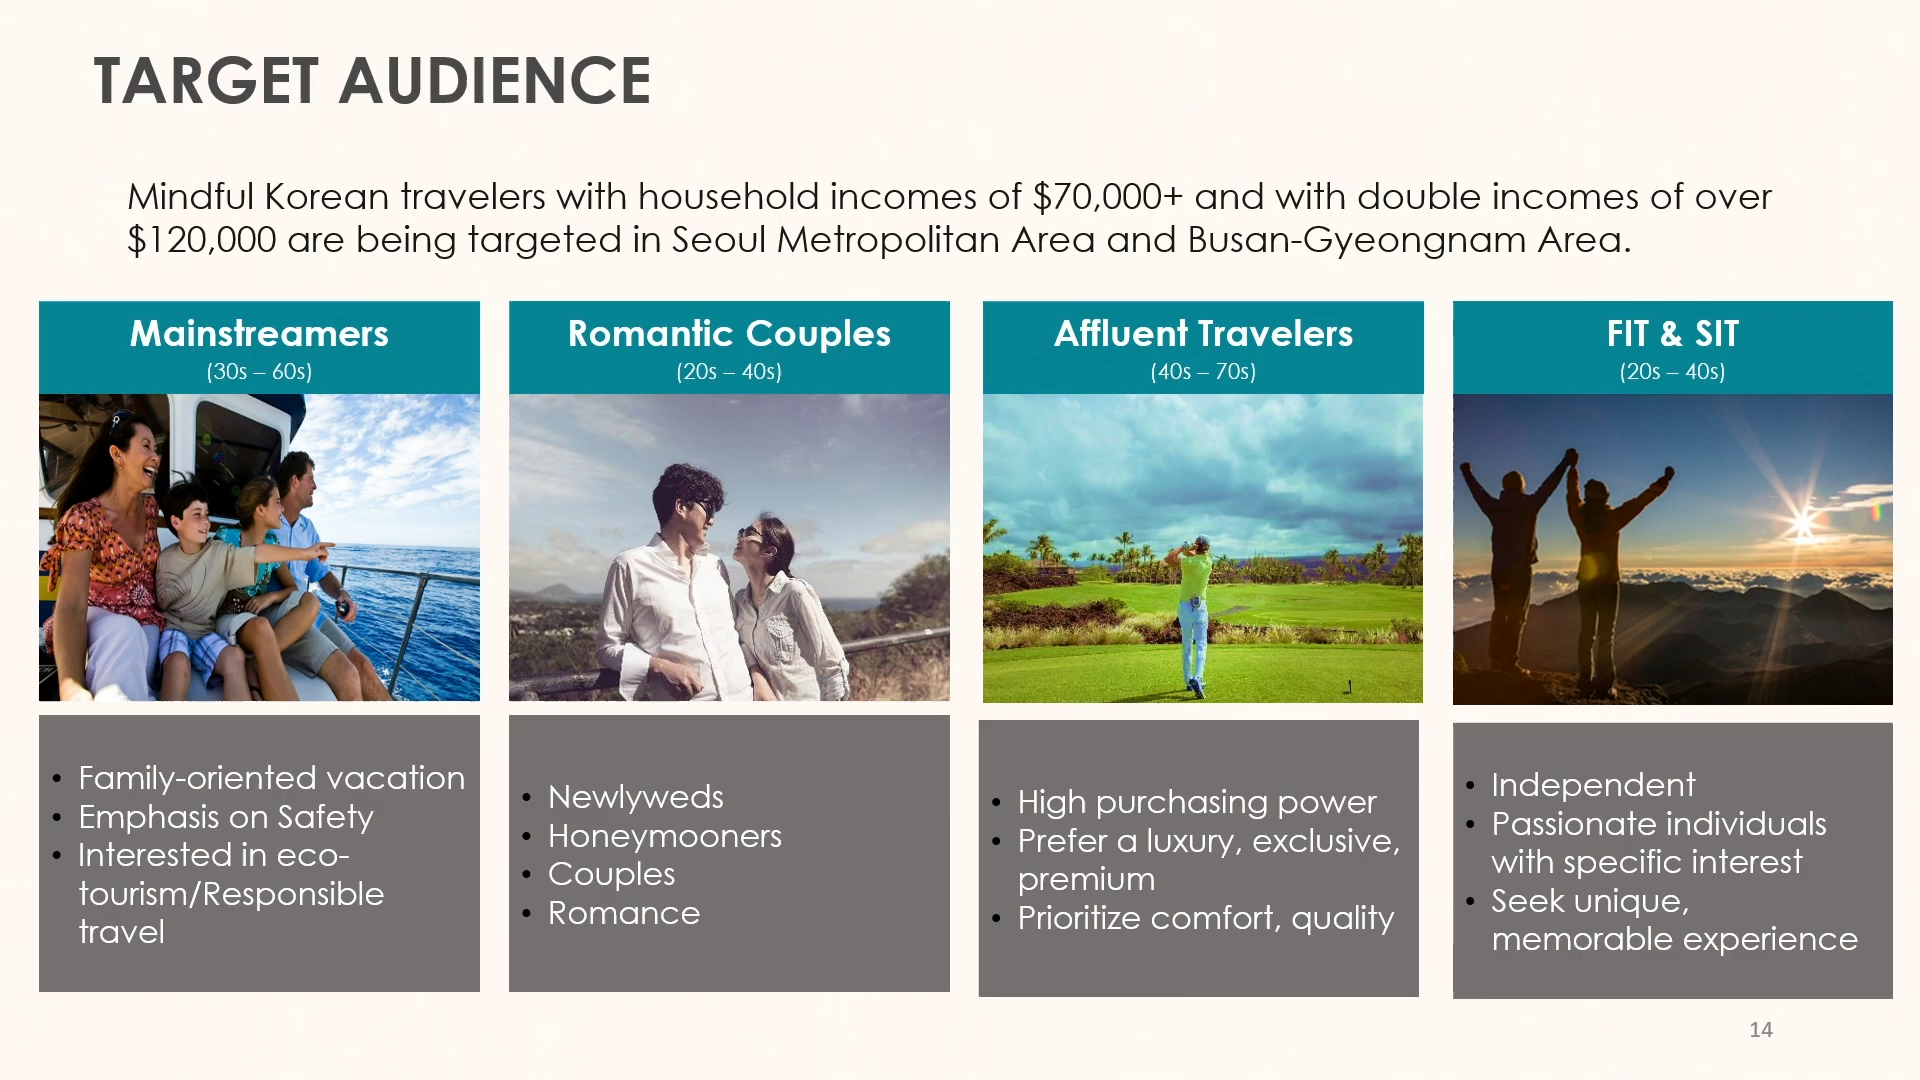 TARGET AUDIENCE
Mindful Korean travelers with household incomes of $70,000+ and with double incomes of over
$120,000 are being targeted in Seoul Metropolitan Area and Busan-Gyeongnam Area.
Mainstreamers
(30s – 60s)
• Family-oriented vacation
• Emphasis on Safety
• Interested in eco-
tourism/Responsible
travel
Romantic Couples
(20s – 40s)
• Newlyweds
• Honeymooners
• Couples
• Romance
Affluent Travelers
(40s – 70s)
• High purchasing power
• Prefer a luxury, exclusive,
premium
• Prioritize comfort, quality
FIT & SIT
(20s – 40s)
• Independent
• Passionate individuals
with specific interest
• Seek unique,
memorable experience
14